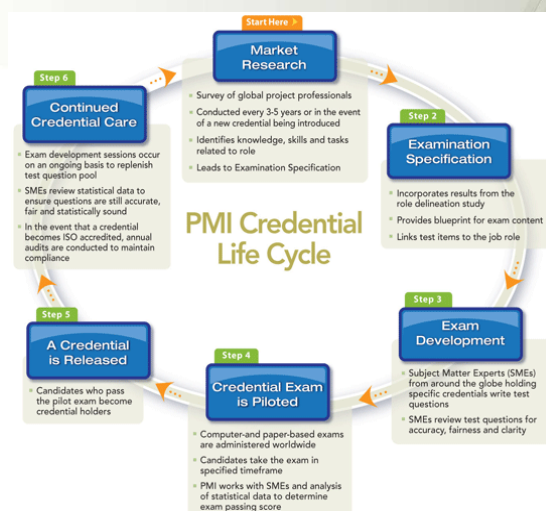 Start Here
Market
Research
Survey of global project professionals
Conducted every 3-5 years or in the event
of a new credential being introduced
Identifies knowledge, skills and tasks
related to role
Leads to Examination Specification
Step 2
Examination
Specification
Incorporates results from the
role delineation study
Provides blueprint for exam content
Links test items to the job role
Step 3
Exam
Development
Subject Matter Experts (SMEs)
from around the globe holding
specific credentials write test
questions
SMEs review test questions for
accuracy, fairness and clarity
Step 4
Credential Exam
is Piloted
Computer-and paper-based exams
are administered worldwide
Candidates take the exam in
specified timeframe
PMI works with SMEs and analysis
of statistical data to determine
exam passing score
Step 5
A Credential
is Released
Candidates who pass
the pilot exam become
credential holders
Step 6
Continued
Credential Care
Exam development sessions occur
on an ongoing basis to replenish
test question pool
SMEs review statistical data to
ensure questions are still accurate,
fair and statistically sound
In the event that a credential
becomes ISO accredited, annual
audits are conducted to maintain
compliance
PMI Credential
Life Cycle